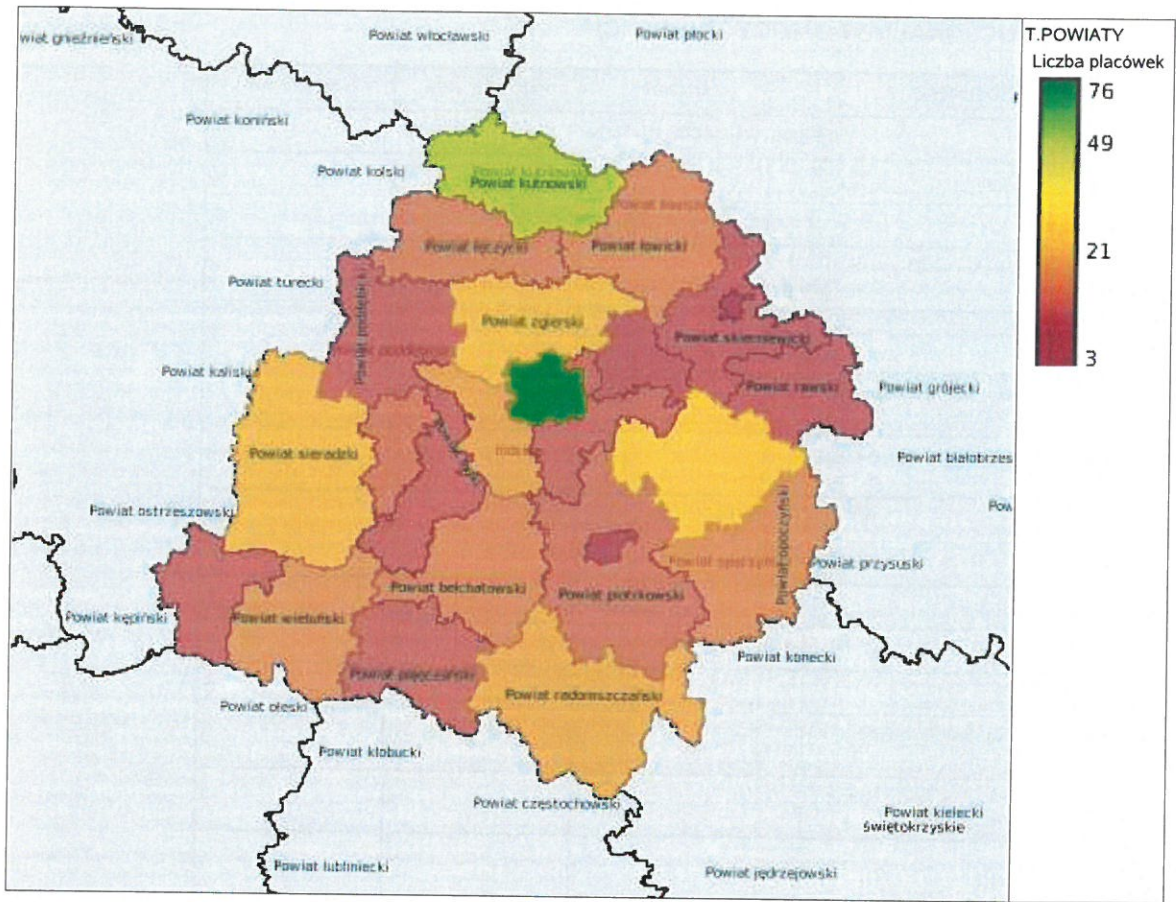 wiat gnieźnieński
Powiat włocławski
Powiat płocki
T.POWIATY
Liczba placówek
76
49
21
3
Powiat koniński
Powiat kolski
Powiat kutnowski
Powiat łęczycki
Powiat łowicki
Powiat turecki
Powiat poddębicki
Powiat zgierski
Powiat skierniewicki
Powiat kaliski
Powiat rawski
Powiat grójecki
Powiat sieradzki
Powiat białobrzes
Powiat ostrzeszowski
Pow
Powiat opoczyński
Powiat przysuski
Powiat bełchatowski
Powiat piotrkowski
Powiat kępiński
Powiat wieluński
Powiat konecki
Powiat pajęczański
Powiat radomszczański
Powiat oleski
Powiat kłobucki
Powiat częstochowski
Powiat kielecki
świętokrzyskie
Powiat lubliniecki
Powiat jędrzejowski